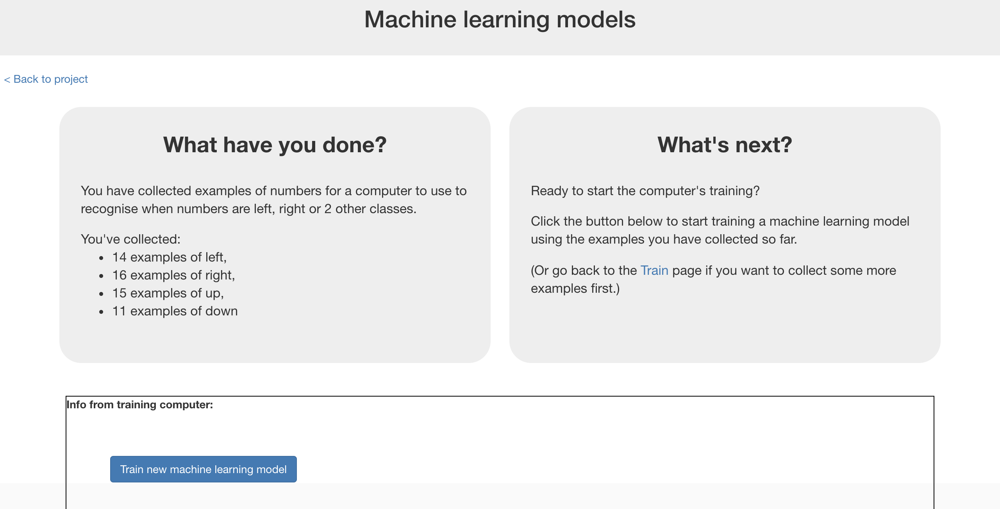 Machine learning models
< Back to project
What have you done?
You have collected examples of numbers for a computer to use to
recognise when numbers are left, right or 2 other classes.
You've collected:
• 14 examples of left,
• 16 examples of right,
• 15 examples of up,
• 11 examples of down
What's next?
Ready to start the computer's training?
Click the button below to start training a machine learning model
using the examples you have collected so far.
(Or go back to the Train page if you want to collect some more
examples first.)
Info from training computer:
Train new machine learning model